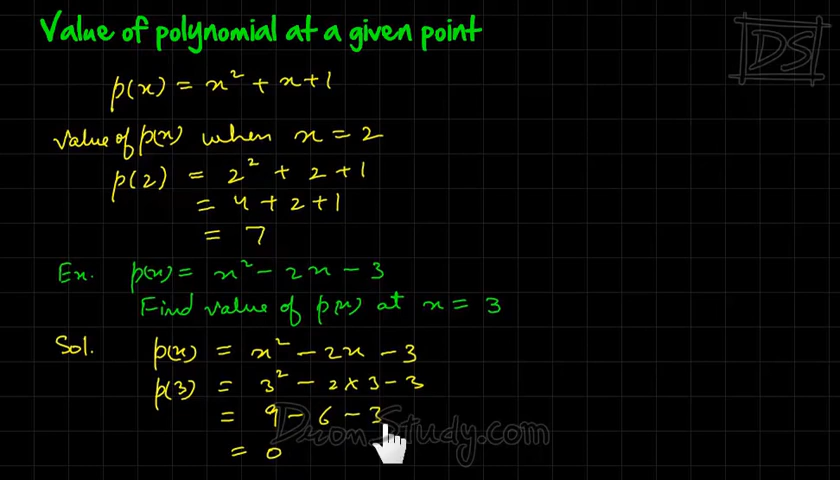 Value of polynomial at a given point
DS
p(x) = x² + x + 1
Value of p(x) when x = 2
p(2) = 2² + 2 + 1
= 4 + 2 + 1
= 7
Ex. p(x) = x² - 2x - 3
Find value of p(x) at x = 3
Sol. p(x) = x² - 2x - 3
p(3) = 3² - 2 × 3 - 3
= 9 - 6 - 3
DronStudy.com
= 0